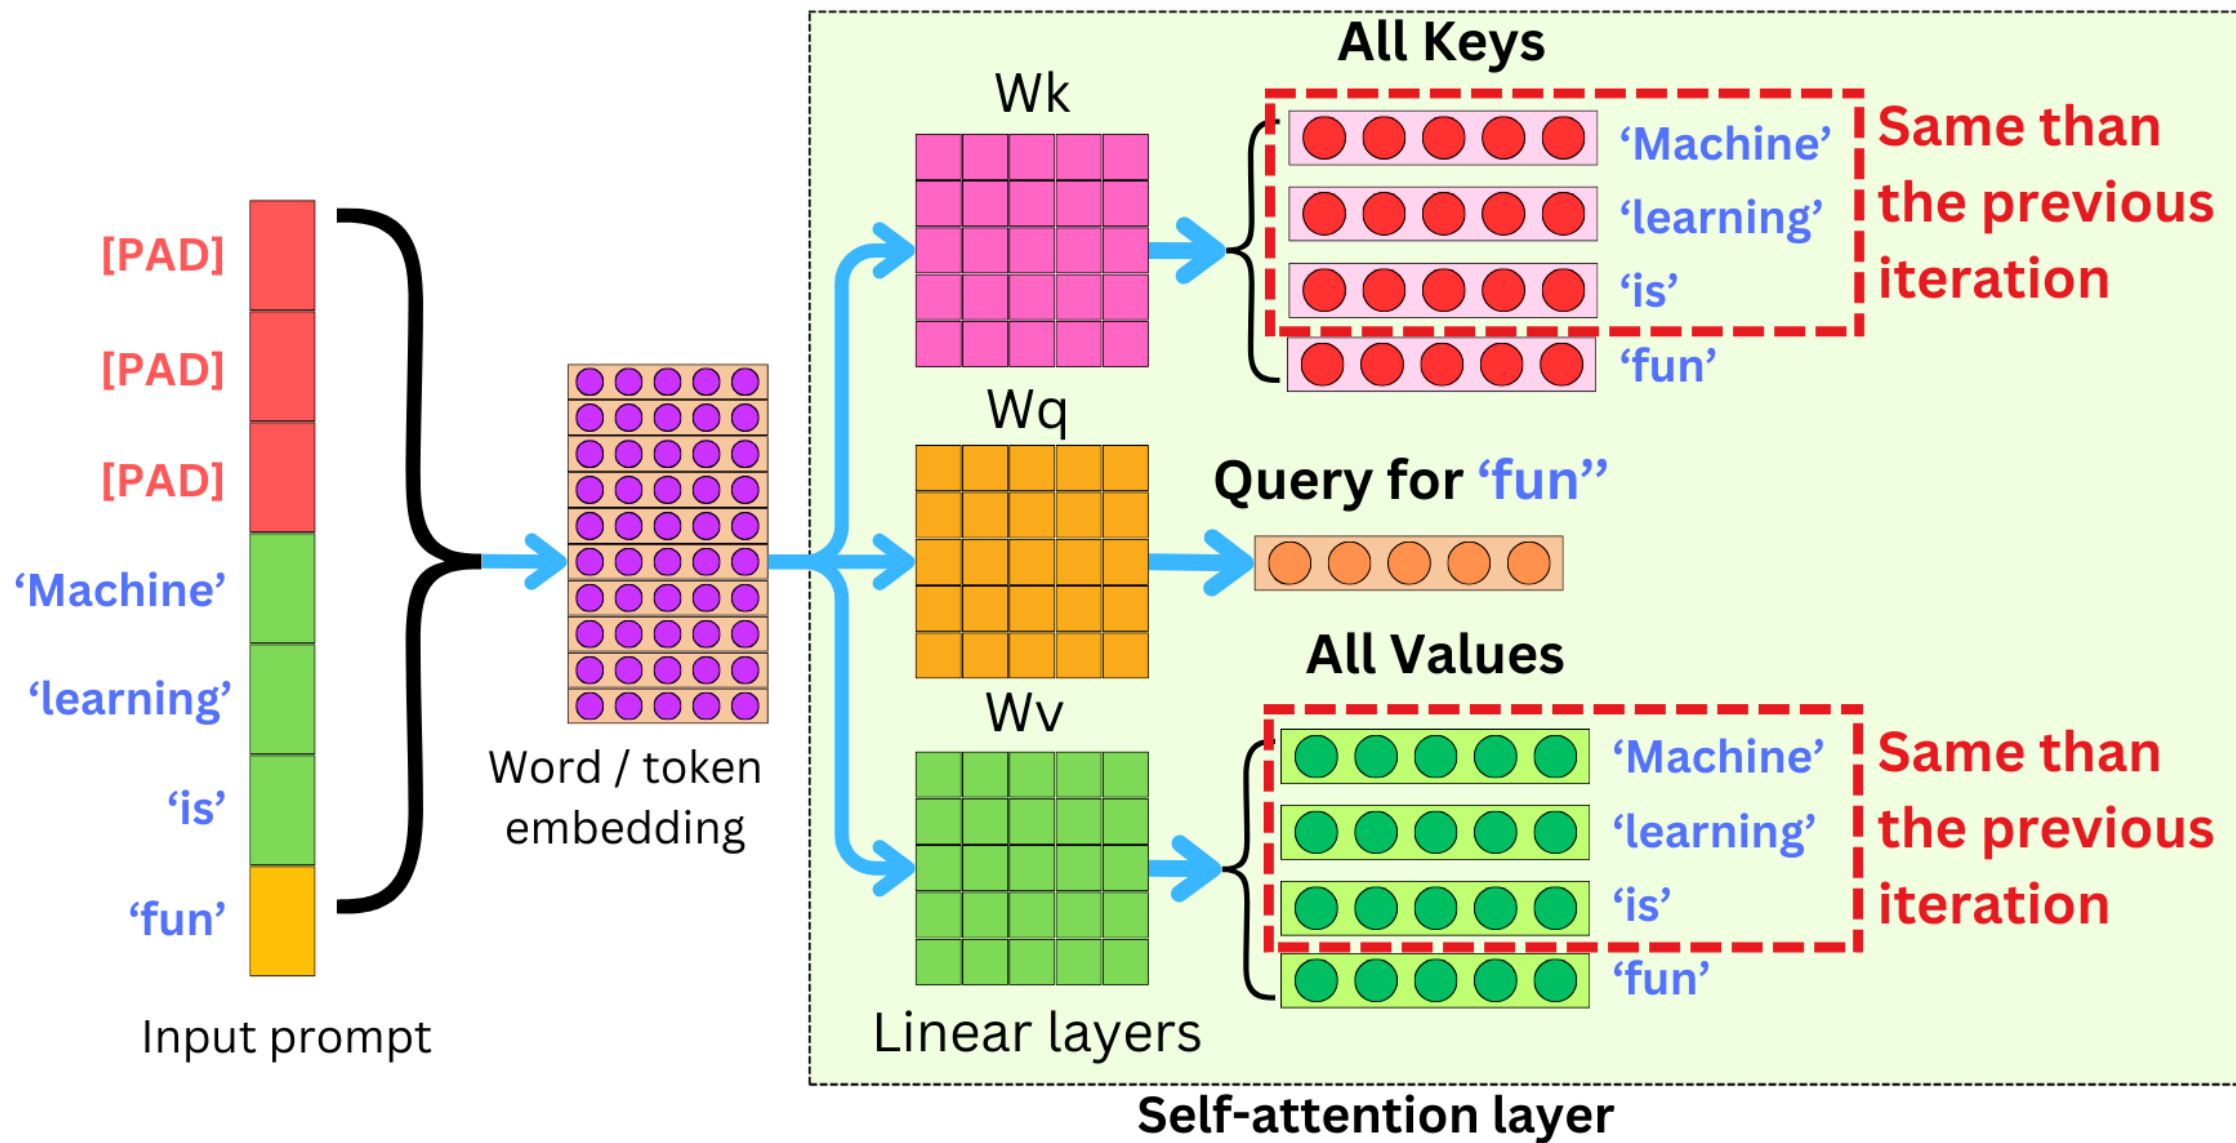 [PAD]
[PAD]
[PAD]
‘Machine’
‘learning’
‘is’
‘fun’
Input prompt
Word / token
embedding
Wk
Wq
Wv
Linear layers
All Keys
‘Machine’
‘learning’
‘is’
‘fun’
Same than
the previous
iteration
Query for ‘fun’’
All Values
‘Machine’
‘learning’
‘is’
‘fun’
Same than
the previous
iteration
Self-attention layer